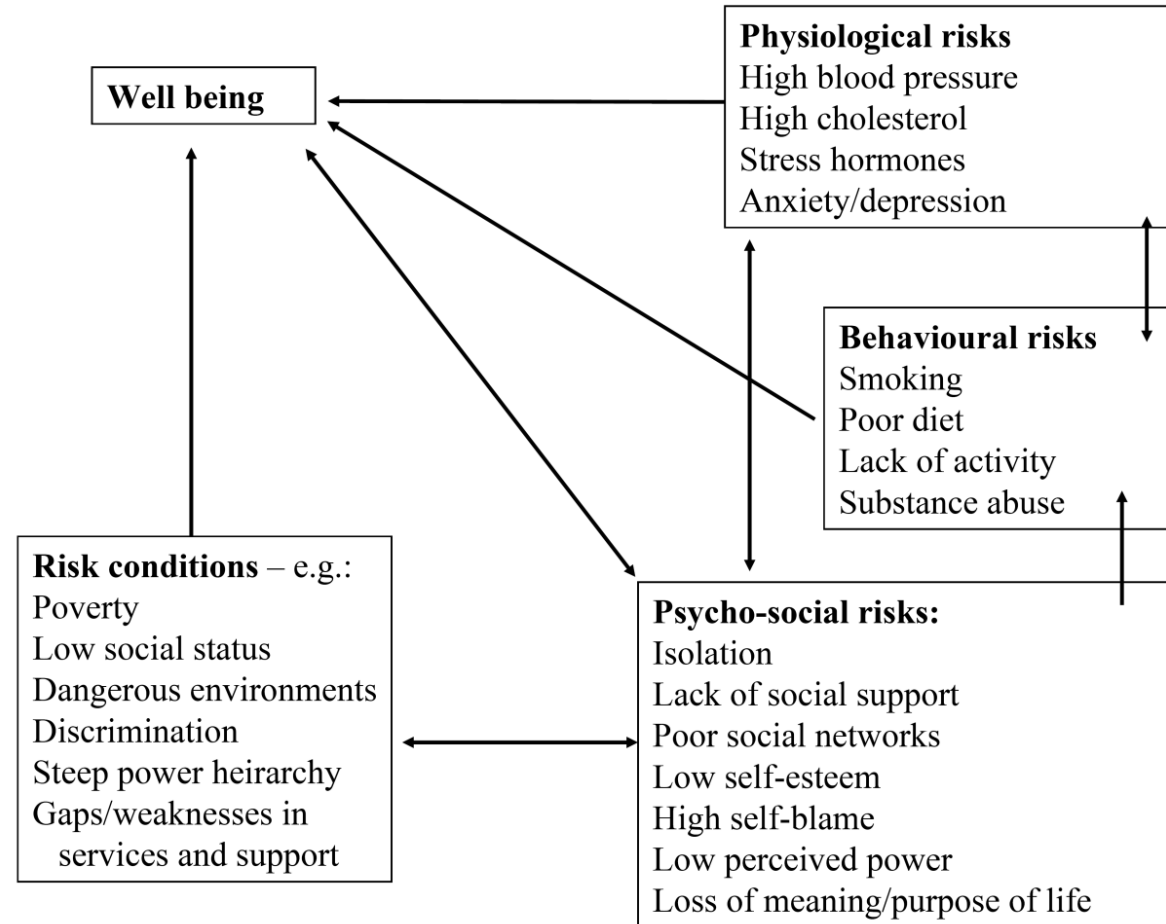 Well being
Physiological risks
High blood pressure
High cholesterol
Stress hormones
Anxiety/depression
Behavioural risks
Smoking
Poor diet
Lack of activity
Substance abuse
Risk conditions – e.g.:
Poverty
Low social status
Dangerous environments
Discrimination
Steep power heirarchy
Gaps/weaknesses in
services and support
Psycho-social risks:
Isolation
Lack of social support
Poor social networks
Low self-esteem
High self-blame
Low perceived power
Loss of meaning/purpose of life